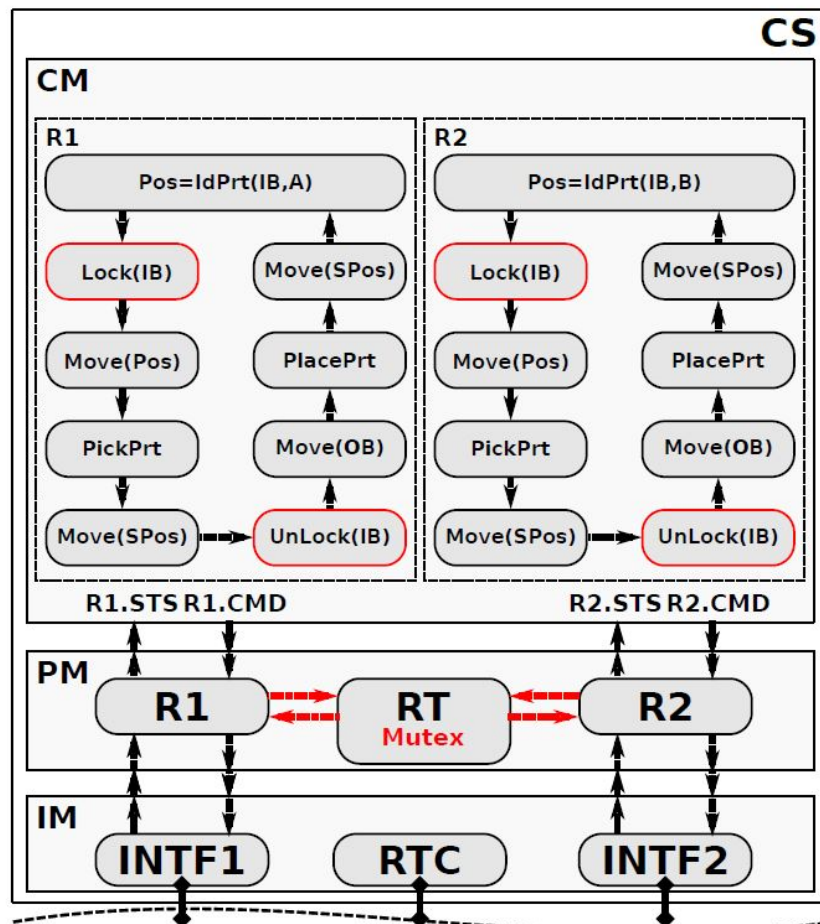 CS
CM
R1
Pos=IdPrt(IB,A)
Lock(IB)
Move(SPos)
Move(Pos)
PlacePrt
PickPrt
Move(OB)
Move(SPos)
UnLock(IB)
R2
Pos=IdPrt(IB,B)
Lock(IB)
Move(SPos)
Move(Pos)
PlacePrt
PickPrt
Move(OB)
Move(SPos)
UnLock(IB)
R1.STS R1.CMD
R2.STS R2.CMD
PM
R1
RT
Mutex
R2
IM
INTF1
RTC
INTF2